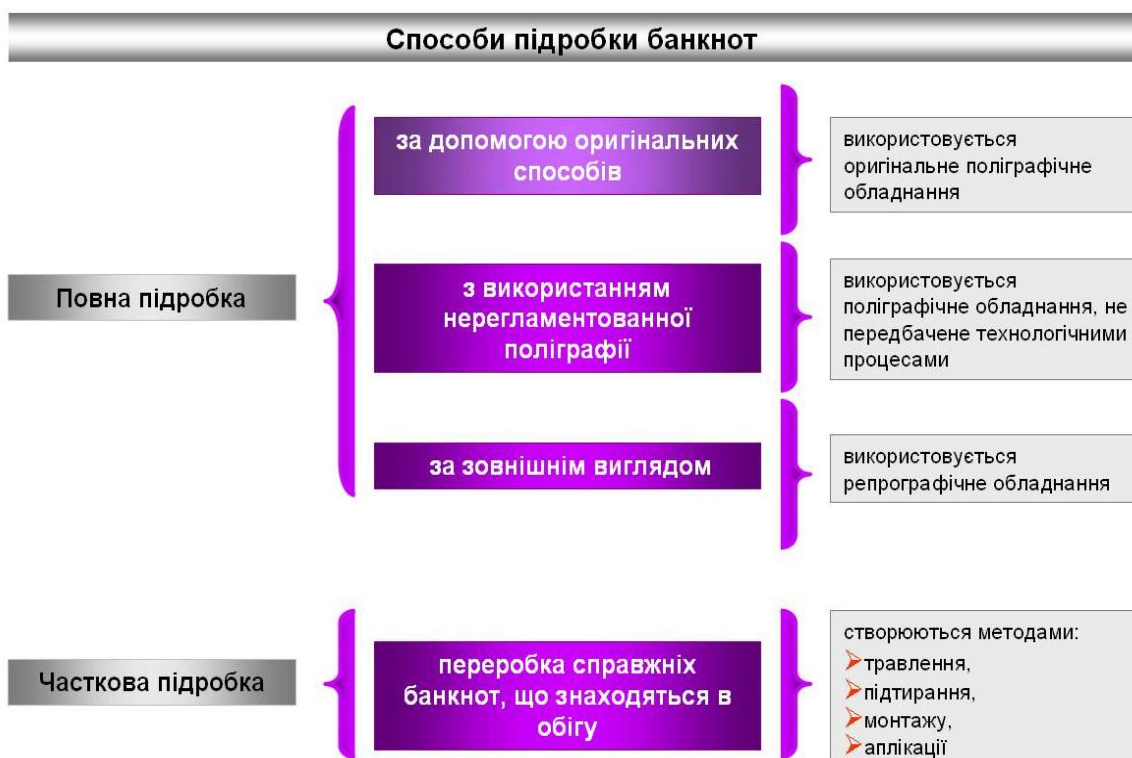 Способи підробки банкнот
Повна підробка
за допомогою оригінальних
способів
використовується
оригінальне поліграфічне
обладнання
з використанням
нерегламентованної
поліграфії
використовується
поліграфічне обладнання, не
передбачене технологічними
процесами
за зовнішнім виглядом
використовується
репрографічне обладнання
Часткова підробка
переробка справжніх
банкнот, що знаходяться в
обігу
створюються методами:
травлення,
підтирання,
монтажу,
аплікації